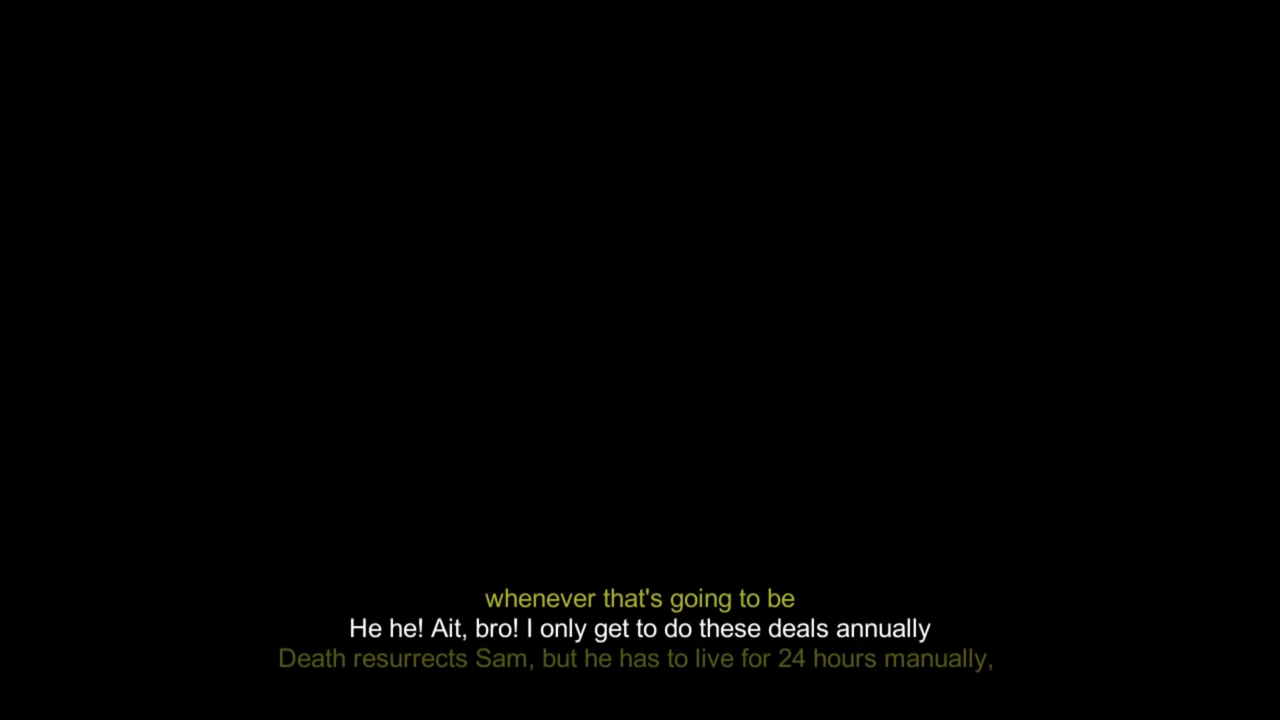 whenever that's going to be
He he! Ait, bro! I only get to do these deals annually
Death resurrects Sam, but he has to live for 24 hours manually,